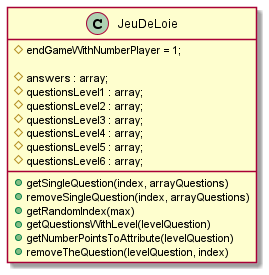 C JeuDeLoie
endGameWithNumberPlayer = 1;
answers : array;
questionsLevel1 : array;
questionsLevel2 : array;
questionsLevel3 : array;
questionsLevel4 : array;
questionsLevel5 : array;
questionsLevel6 : array;
getSingleQuestion(index, arrayQuestions)
removeSingleQuestion(index, arrayQuestions)
getRandomIndex(max)
getQuestionsWithLevel(levelQuestion)
getNumberPointsToAttribute(levelQuestion)
removeTheQuestion(levelQuestion, index)